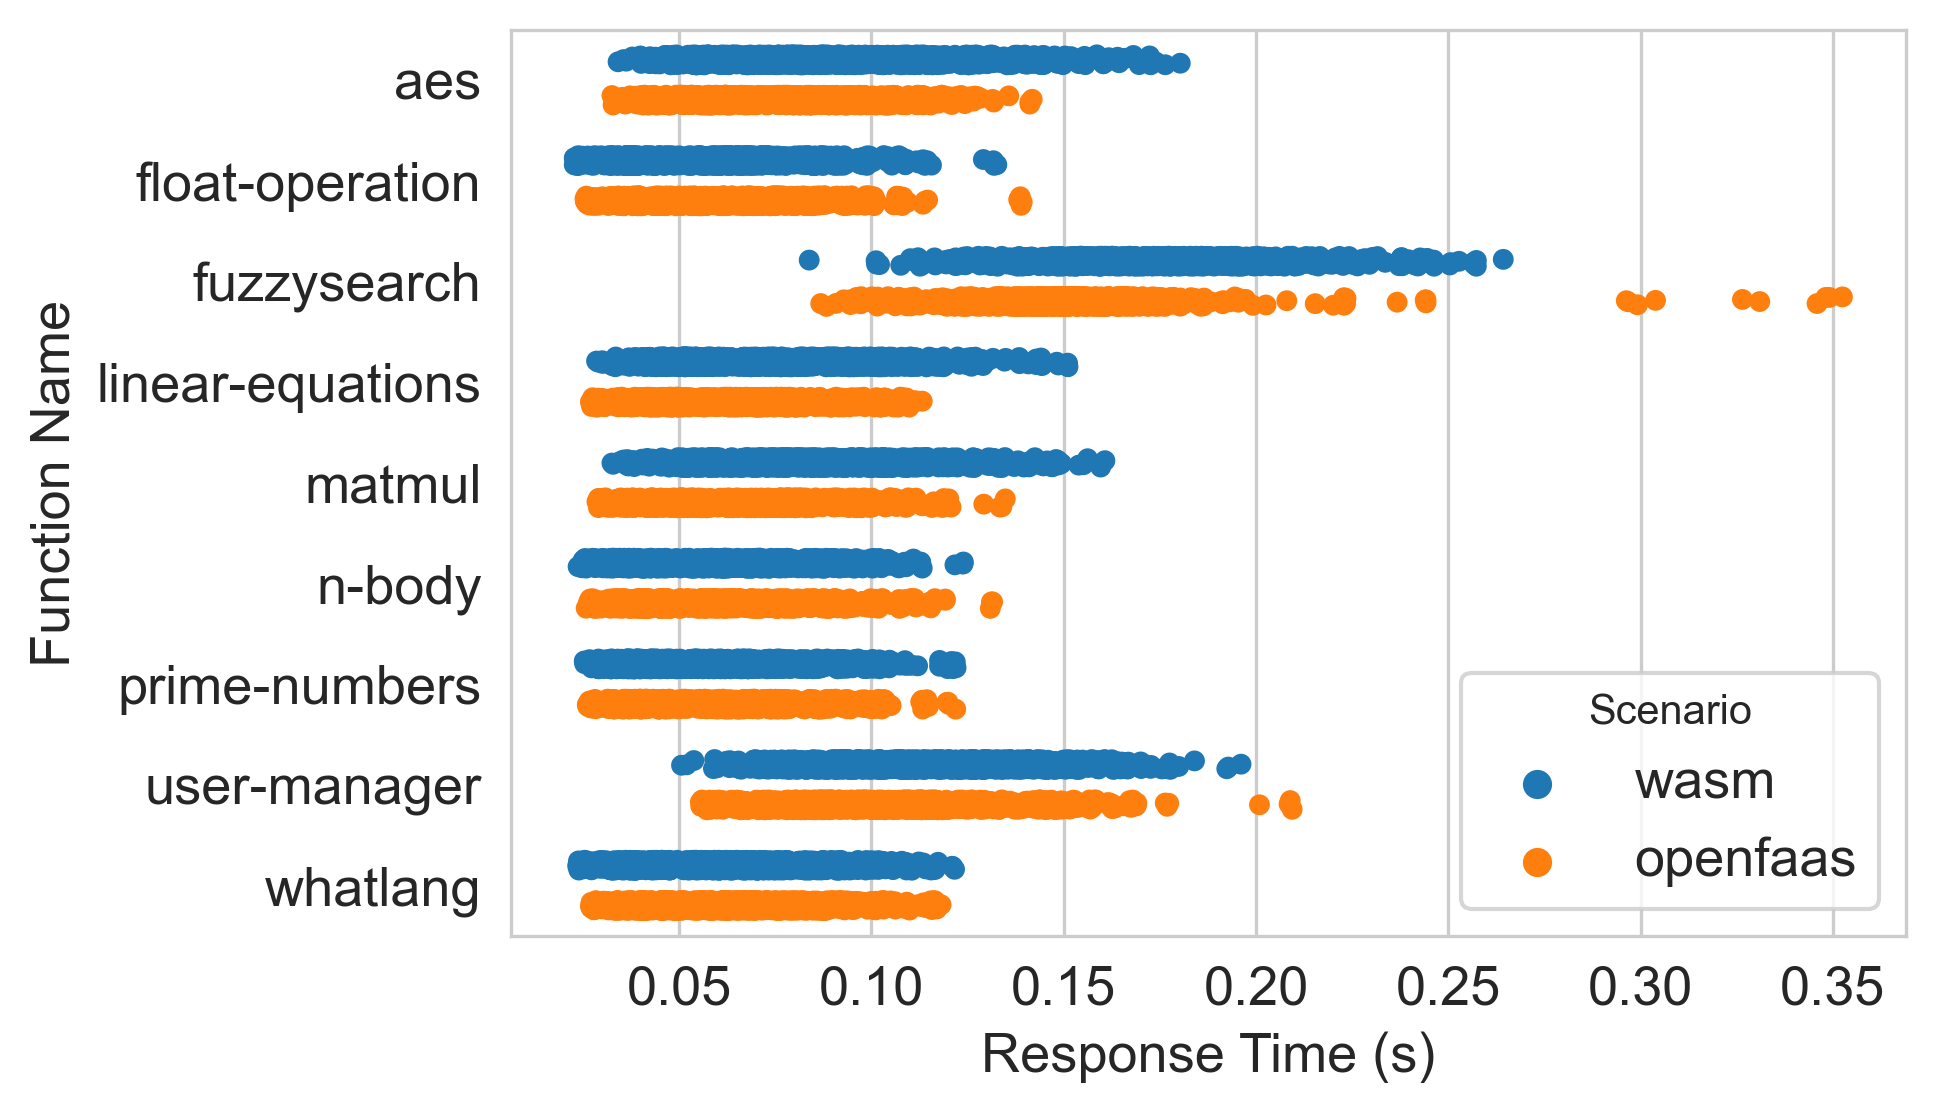 aes
float-operation
fuzzysearch
linear-equations
matmul
n-body
prime-numbers
user-manager
whatlang
Function Name
Scenario
wasm
openfaas
0.05 0.10 0.15 0.20 0.25 0.30 0.35
Response Time (s)